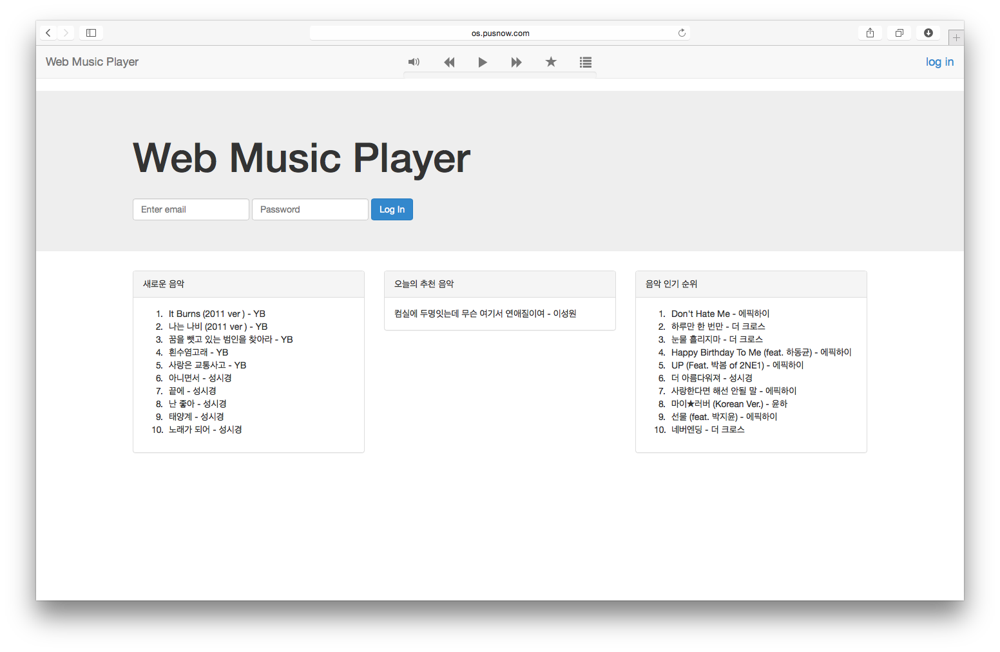 os.pusnow.com
Web Music Player
log in
Web Music Player
Enter email
Password
Log In
새로운 음악
1. It Burns (2011 ver ) - YB
2. 나는 나비 (2011 ver ) - YB
3. 꿈을 뺏고 있는 범인을 찾아라 - YB
4. 흰수염고래 - YB
5. 사랑은 교통사고 - YB
6. 아니면서 - 성시경
7. 끝에 - 성시경
8. 난 좋아 - 성시경
9. 태양계 - 성시경
10. 노래가 되어 - 성시경
오늘의 추천 음악
컴실에 두명잇는데 무슨 여기서 연애질이여 - 이성원
음악 인기 순위
1. Don't Hate Me - 에픽하이
2. 하루만 한 번만 - 더 크로스
3. 눈물 흘리지마 - 더 크로스
4. Happy Birthday To Me (feat. 하동균) - 에픽하이
5. UP (Feat. 박봄 of 2NE1) - 에픽하이
6. 더 아름다워져 - 성시경
7. 사랑한다면 해선 안될 말 - 에픽하이
8. 마이★러버 (Korean Ver.) - 윤하
9. 선물 (feat. 박지윤) - 에픽하이
10. 네버엔딩 - 더 크로스